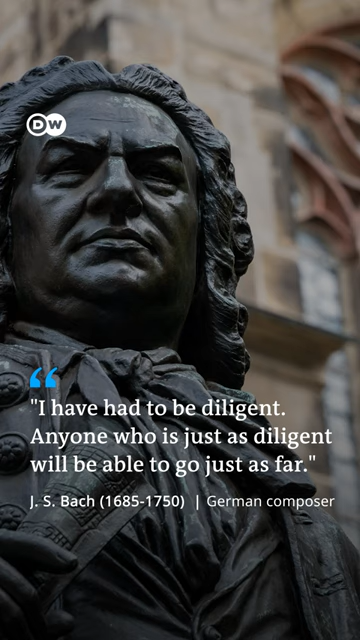 DW
"I have had to be diligent.
Anyone who is just as diligent
will be able to go just as far."
J. S. Bach (1685-1750) | German composer